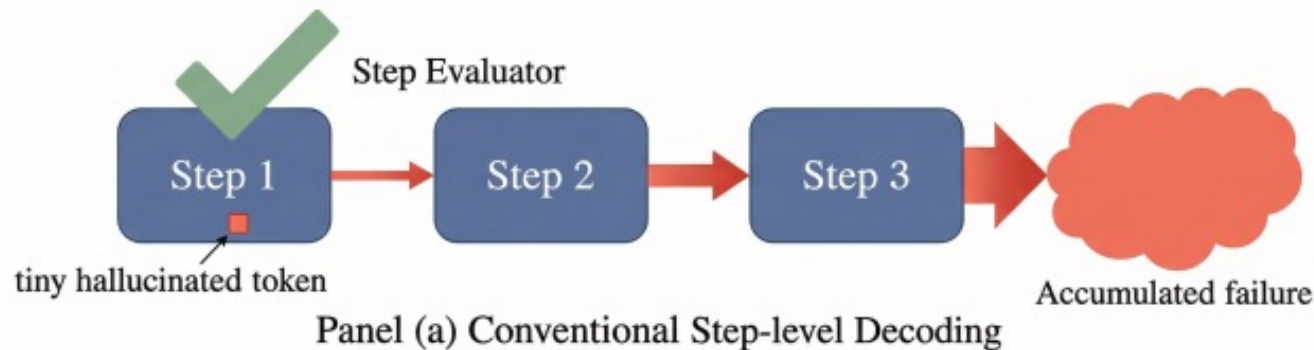 Step Evaluator
Step 1
Step 2
Step 3
tiny hallucinated token
Accumulated failure
Panel (a) Conventional Step-level Decoding